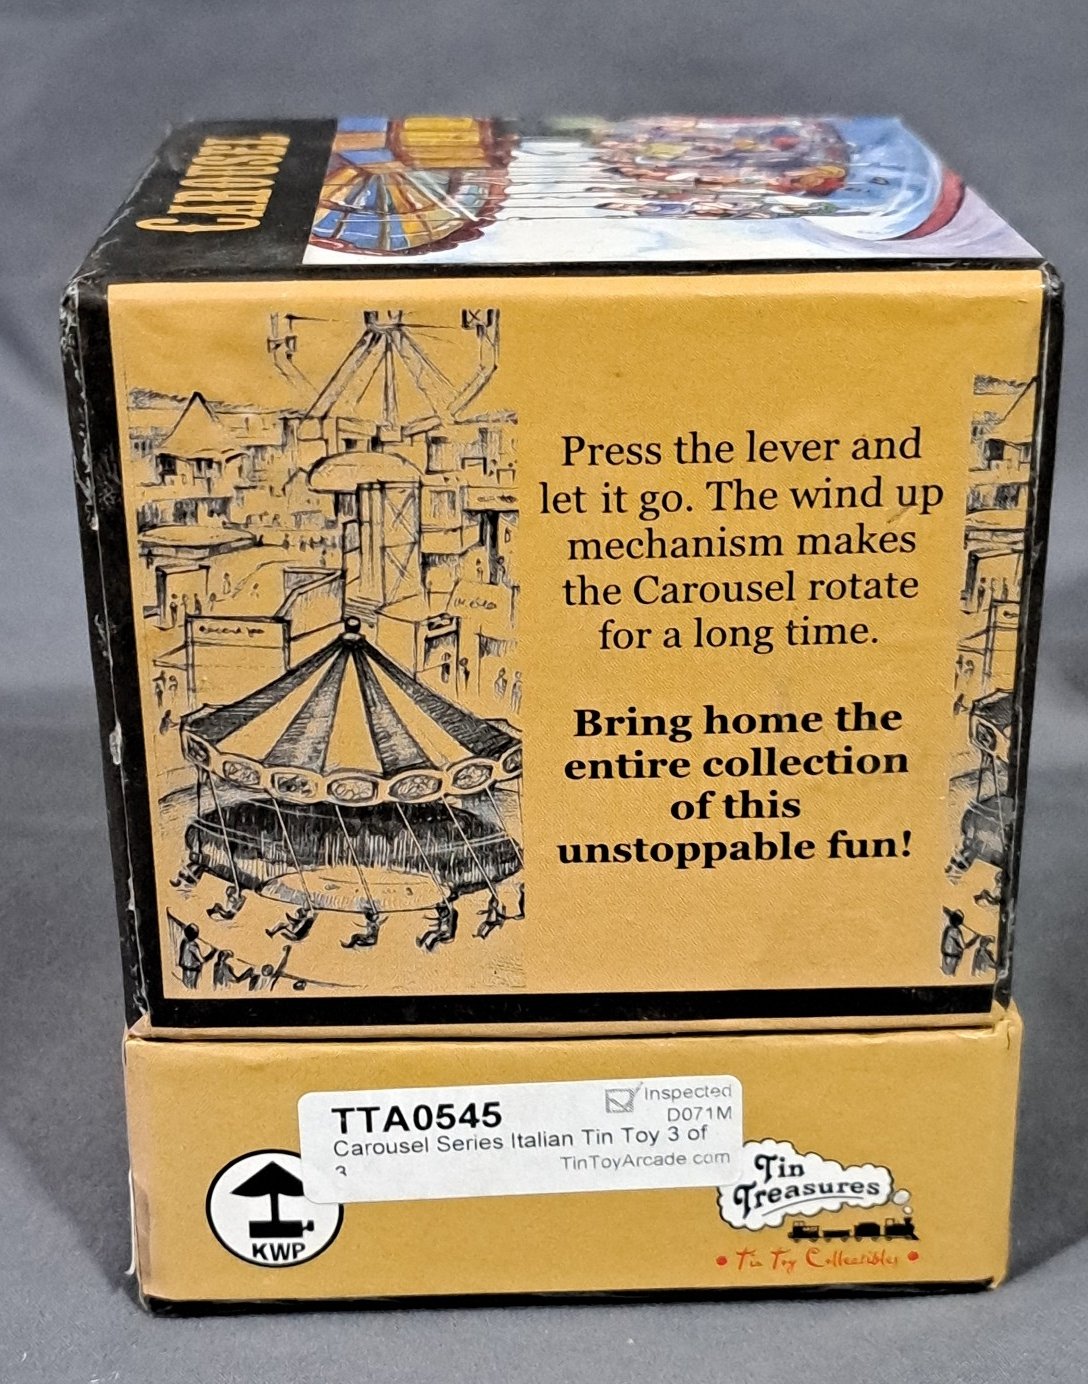 CAROUSEL
Press the lever and
let it go. The wind up
mechanism makes
the Carousel rotate
for a long time.
Bring home the
entire collection
of this
unstoppable fun!
TTA0545
Inspected
D071M
Carousel Series Italian Tin Toy 3 of
3
TinToyArcade.com
KWP
Tin
Treasures
Tin Toy Collectibles